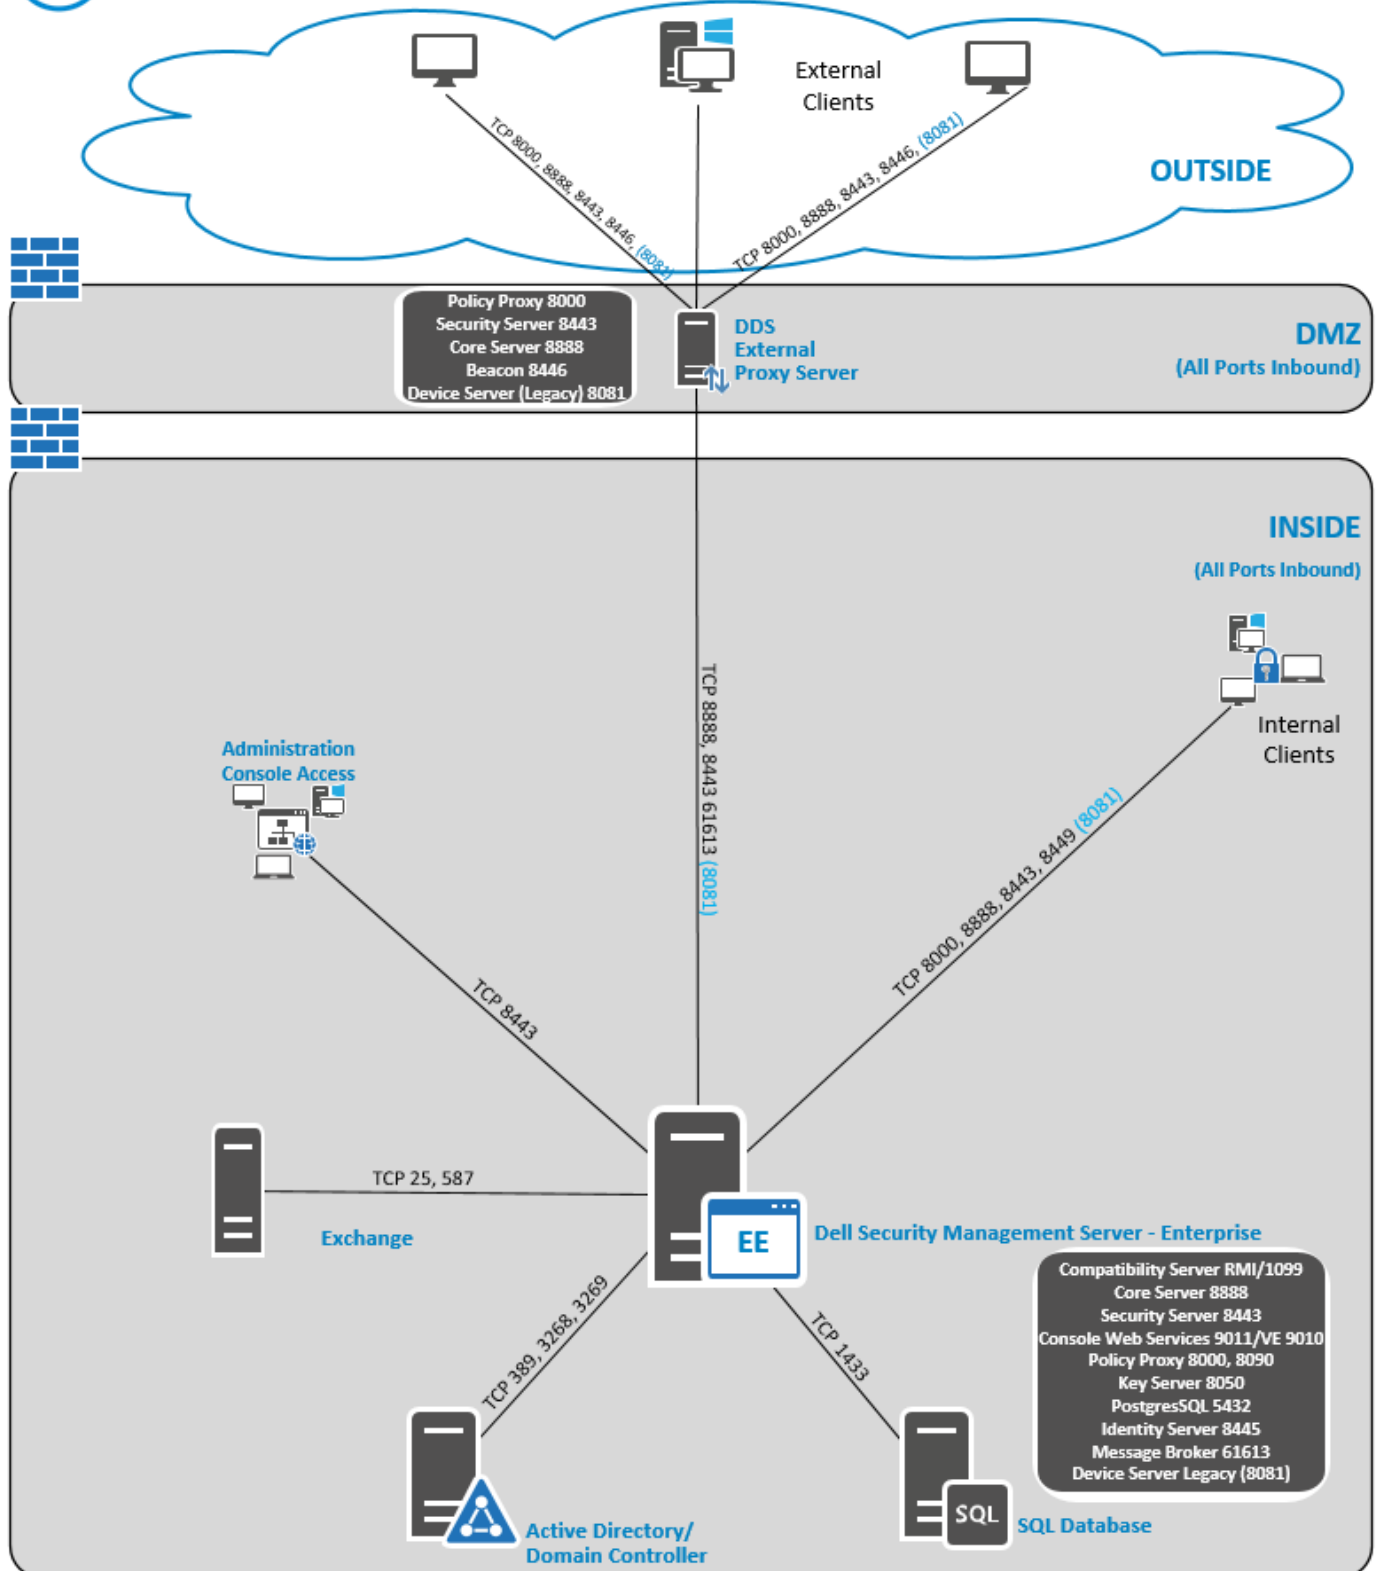 External
Clients
TCP 8000, 8888, 8443, 8446, (8081)
TCP 8000, 8888, 8443, 8446, (8081)
OUTSIDE
Policy Proxy 8000
Security Server 8443
Core Server 8888
Beacon 8446
Device Server (Legacy) 8081
DDS
External
Proxy Server
DMZ
(All Ports Inbound)
INSIDE
(All Ports Inbound)
TCP 8888, 8443 61613 (8081)
Internal
Clients
Administration
Console Access
TCP 8000, 8888, 8443, 8449 (8081)
TCP 8443
TCP 25, 587
Exchange
EE
Dell Security Management Server - Enterprise
Compatibility Server RMI/1099
Core Server 8888
Security Server 8443
Console Web Services 9011/VE 9010
Policy Proxy 8000, 8090
Key Server 8050
PostgresSQL 5432
Identity Server 8445
Message Broker 61613
Device Server Legacy (8081)
TCP 389, 3268, 3269
TCP 1433
Active Directory/
Domain Controller
SQL
SQL Database